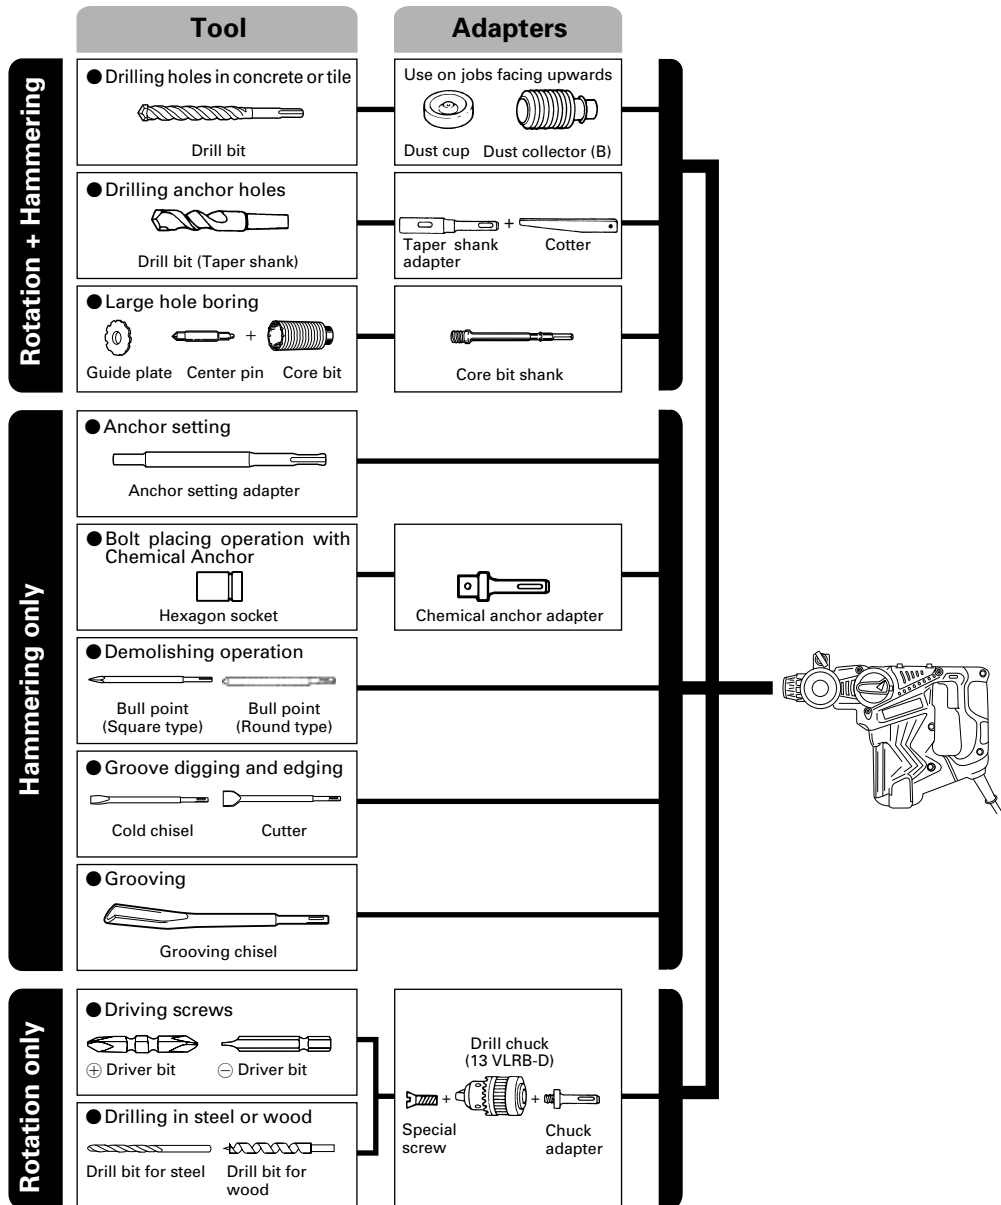 Tool
Adapters
Rotation + Hammering
● Drilling holes in concrete or tile
Drill bit
Use on jobs facing upwards
Dust cup
Dust collector (B)
● Drilling anchor holes
Drill bit (Taper shank)
+
Taper shank
adapter
Cotter
● Large hole boring
+
Guide plate
Center pin
Core bit
Core bit shank
Hammering only
● Anchor setting
Anchor setting adapter
● Bolt placing operation with
Chemical Anchor
Hexagon socket
Chemical anchor adapter
● Demolishing operation
Bull point
(Square type)
Bull point
(Round type)
● Groove digging and edging
Cold chisel
Cutter
● Grooving
Grooving chisel
Rotation only
● Driving screws
⊕ Driver bit
⊖ Driver bit
● Drilling in steel or wood
Drill bit for steel
Drill bit for
wood
Drill chuck
(13 VLRB-D)
+ +
Special
screw
Chuck
adapter